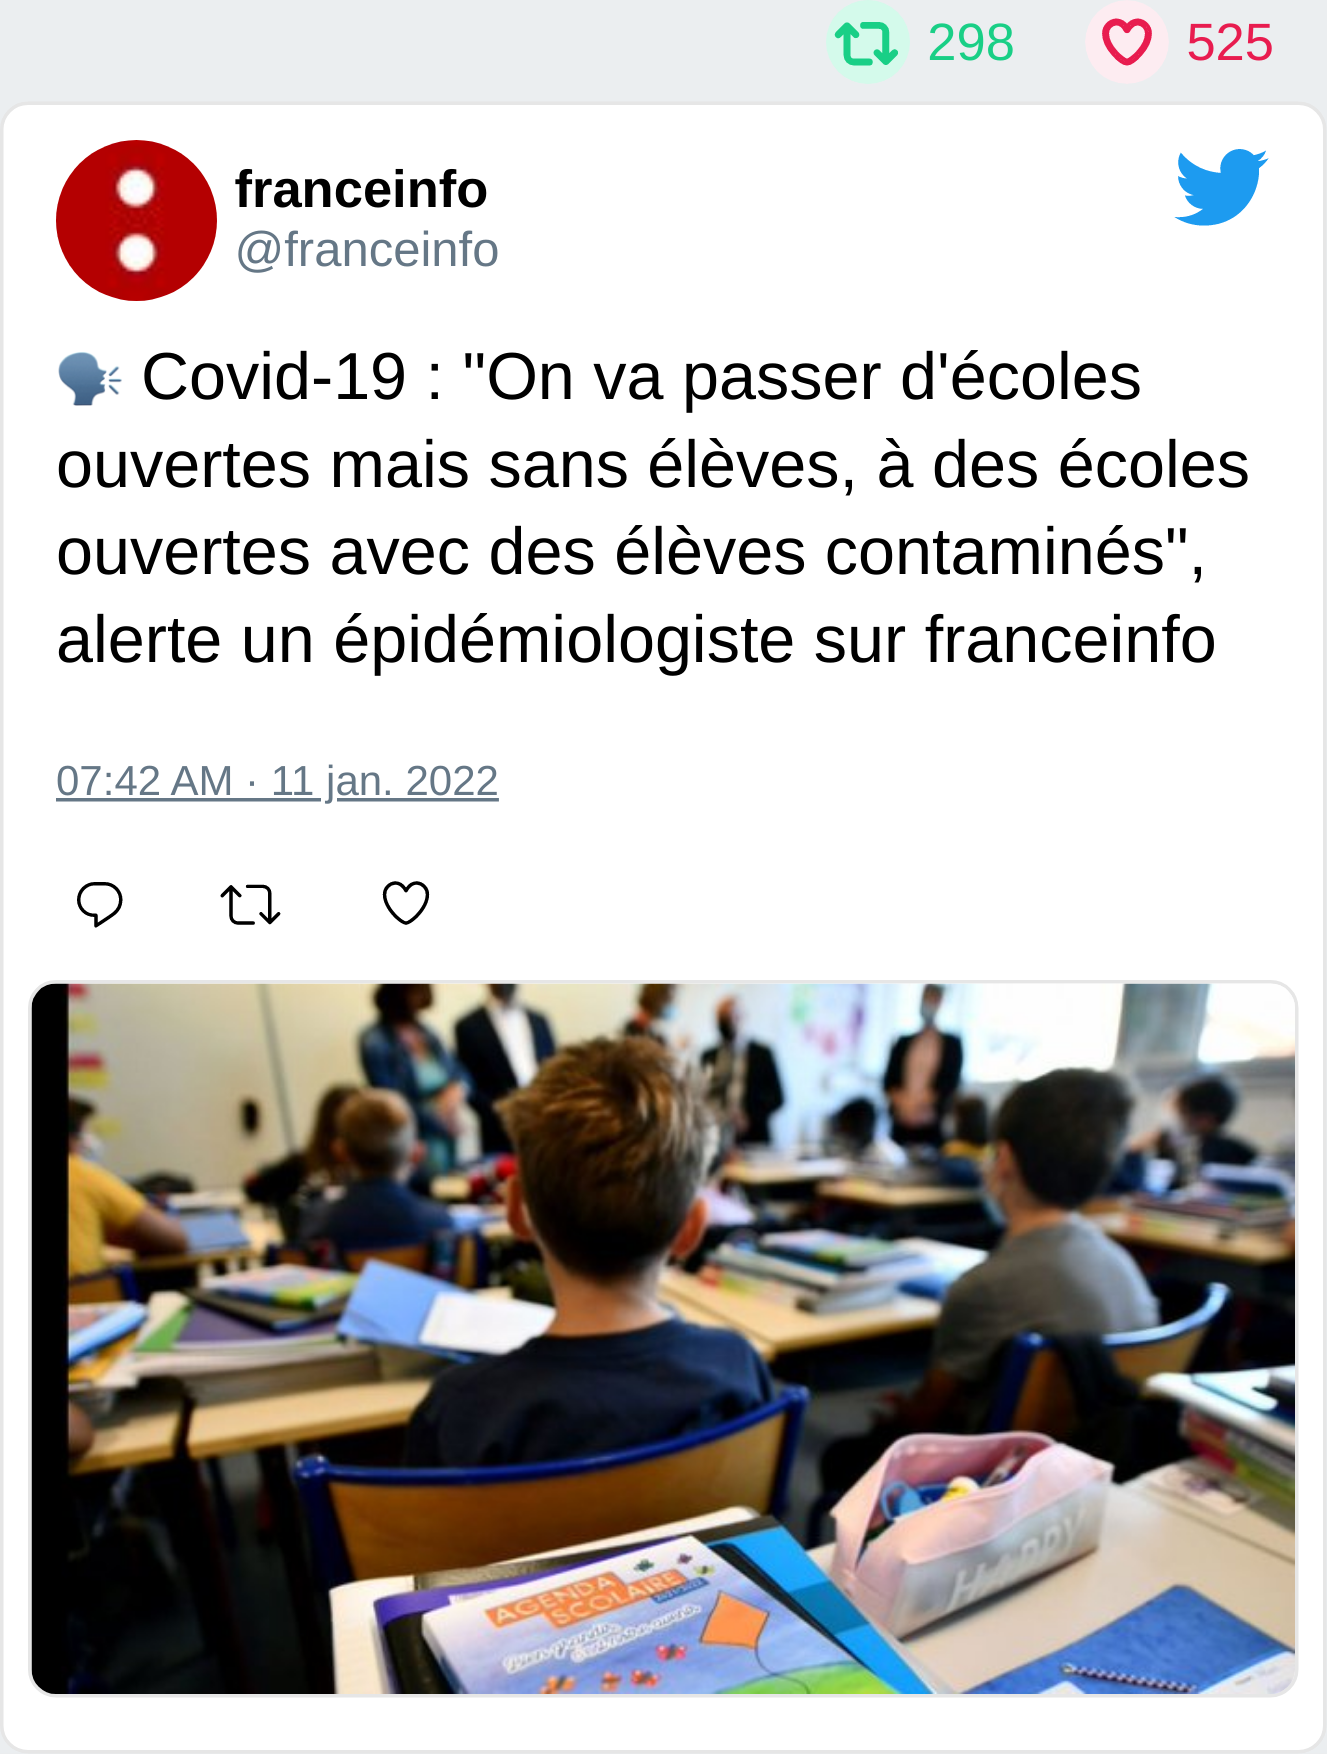 298 525
franceinfo
@franceinfo
🗣 Covid-19 : "On va passer d'écoles
ouvertes mais sans élèves, à des écoles
ouvertes avec des élèves contaminés",
alerte un épidémiologiste sur franceinfo
07:42 AM · 11 jan. 2022
HAPPY
AGENDA
SCOLAIRE